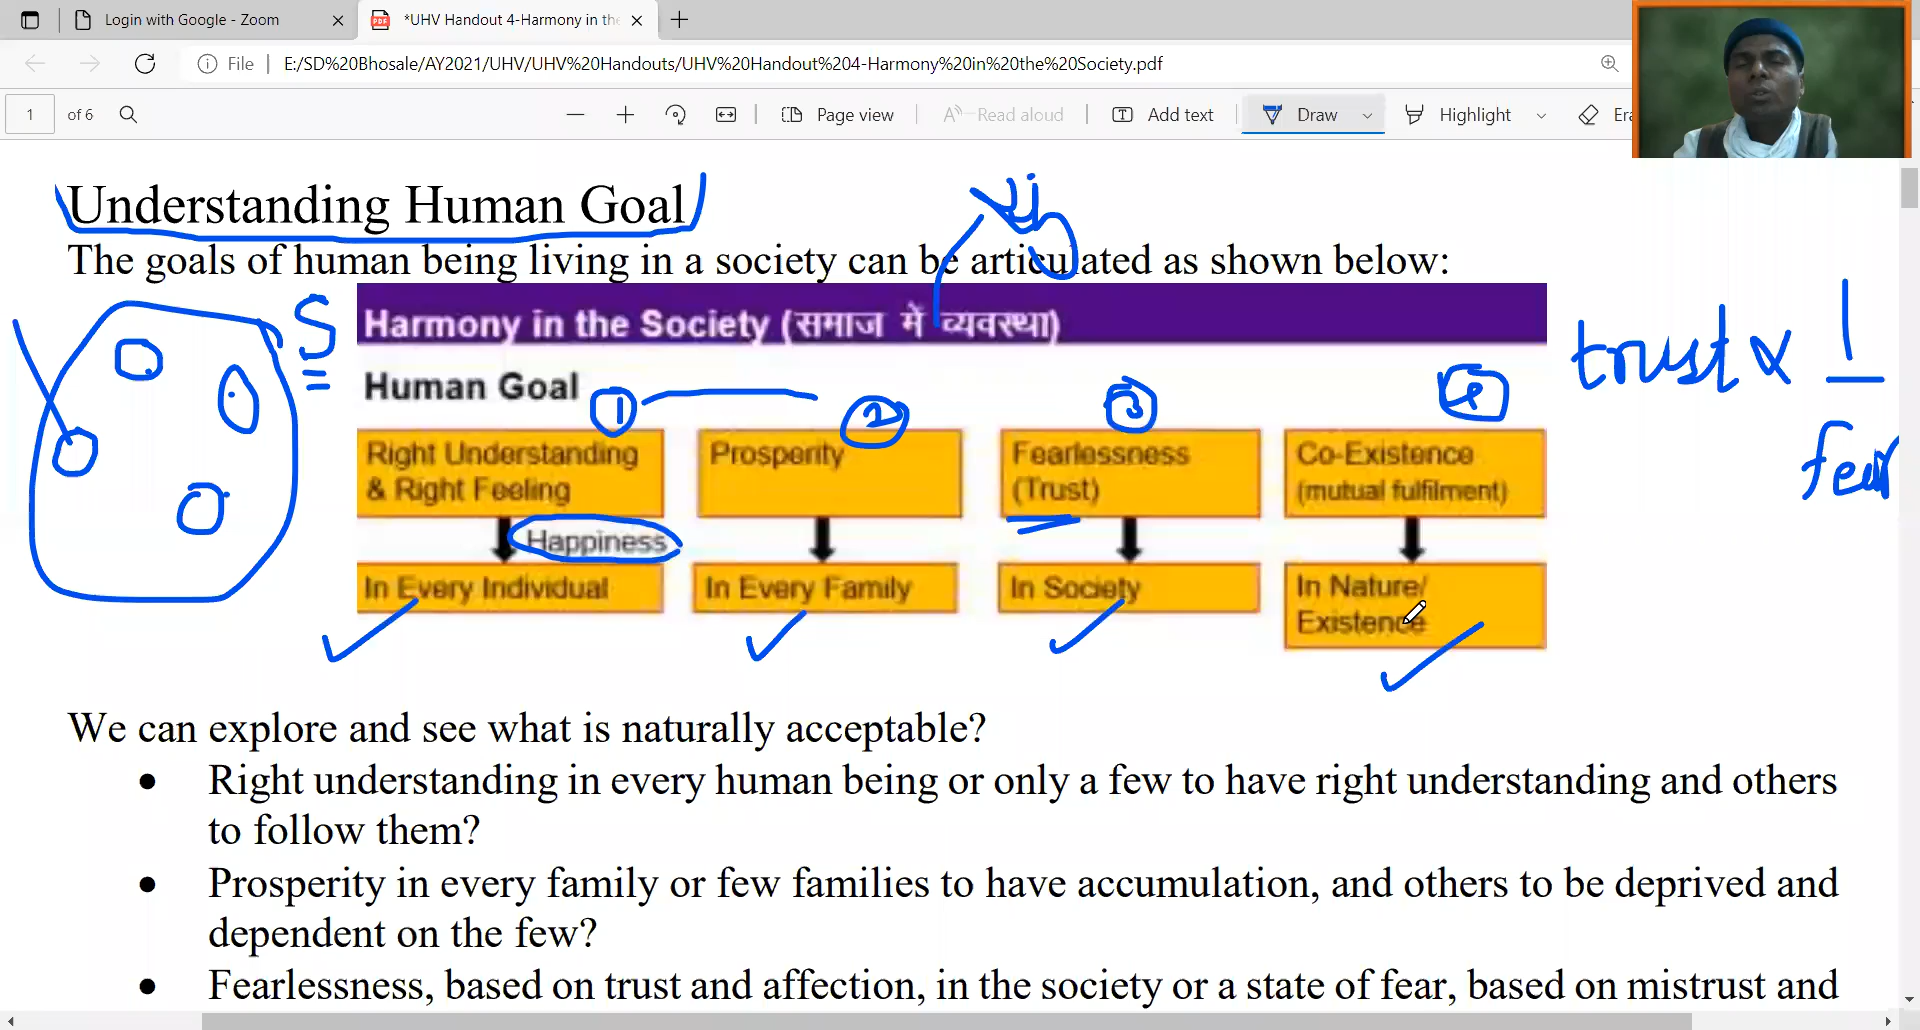 Login with Google - Zoom
*UHV Handout 4-Harmony in the
File
E:/SD%20Bhosale/AY2021/UHV/UHV%20Handouts/UHV%20Handout%204-Harmony%20in%20the%20Society.pdf
1 of 6
Page view
Read aloud
Add text
Draw
Highlight
Era
Understanding Human Goal
The goals of human being living in a society can be articulated as shown below:
S
Harmony in the Society (समाज में व्यवस्था)
trust ∝ 1
fear
Human Goal
1
2
3
4
Right Understanding
& Right Feeling
Prosperity
Fearlessness
(Trust)
Co-Existence
(mutual fulfilment)
Happiness
In Every Individual
In Every Family
In Society
In Nature/
Existence
We can explore and see what is naturally acceptable?
• Right understanding in every human being or only a few to have right understanding and others
to follow them?
• Prosperity in every family or few families to have accumulation, and others to be deprived and
dependent on the few?
• Fearlessness, based on trust and affection, in the society or a state of fear, based on mistrust and